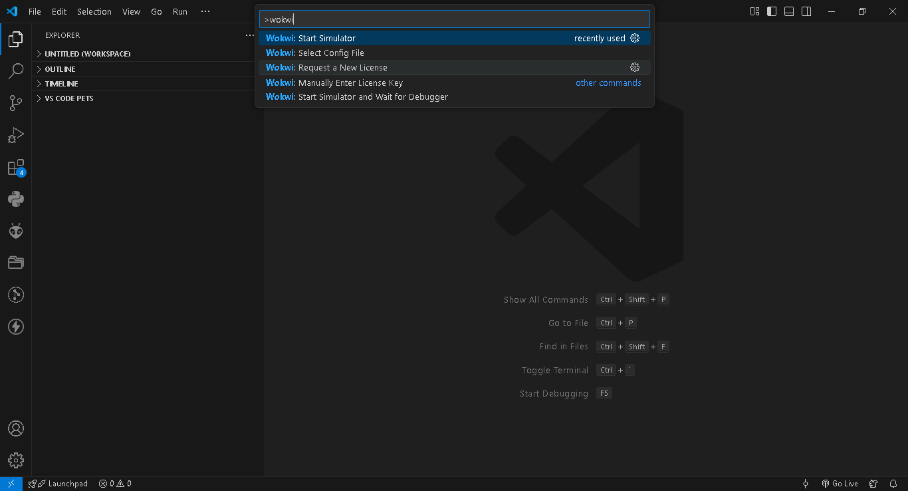 File Edit Selection View Go Run ···
>wokwi
Wokwi: Start Simulator recently used
Wokwi: Select Config File
Wokwi: Request a New License
Wokwi: Manually Enter License Key other commands
Wokwi: Start Simulator and Wait for Debugger
EXPLORER ···
UNTITLED (WORKSPACE)
OUTLINE
TIMELINE
VS CODE PETS
4
Show All Commands Ctrl + Shift + P
Go to File Ctrl + P
Find in Files Ctrl + Shift + F
Toggle Terminal Ctrl + `
Start Debugging F5
Launchpad 0 0 Go Live